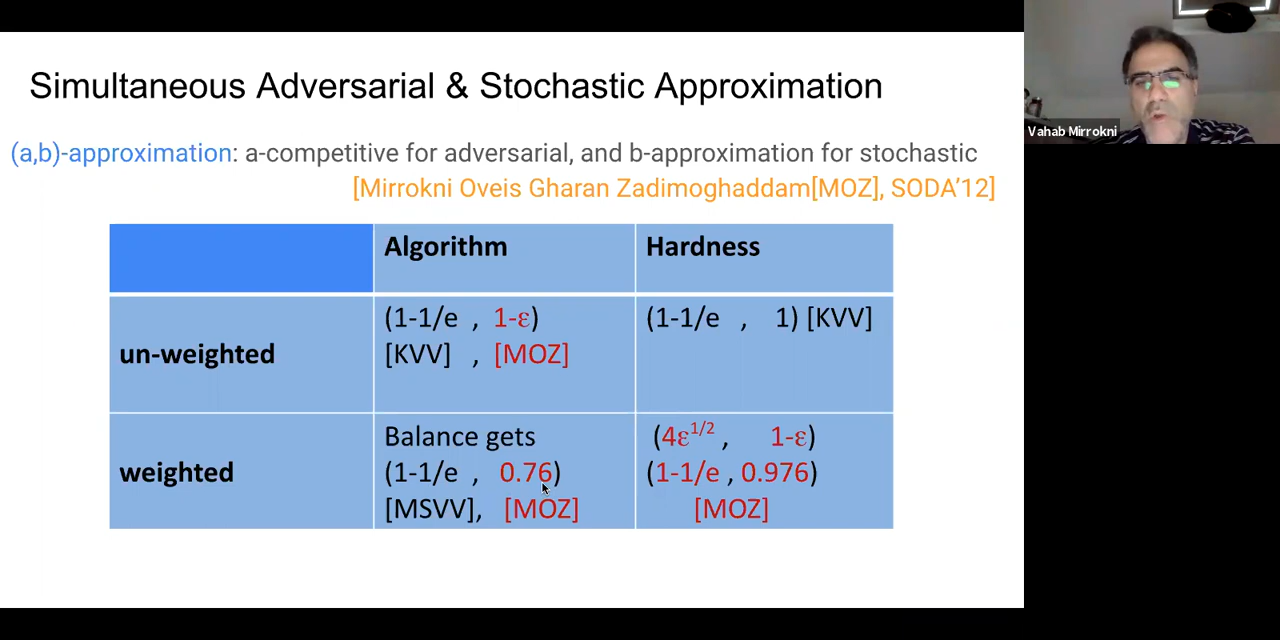 Simultaneous Adversarial & Stochastic Approximation
(a,b)-approximation: a-competitive for adversarial, and b-approximation for stochastic
[Mirrokni Oveis Gharan Zadimoghaddam[MOZ], SODA'12]
Algorithm
Hardness
un-weighted
(1-1/e , 1-ε)
[KVV] , [MOZ]
(1-1/e , 1) [KVV]
weighted
Balance gets
(1-1/e , 0.76)
[MSVV], [MOZ]
(4ε^1/2 , 1-ε)
(1-1/e , 0.976)
[MOZ]
Vahab Mirrokni